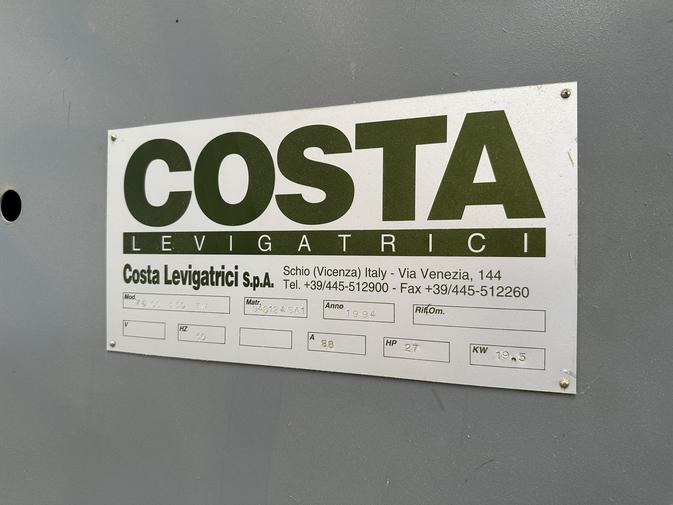 COSTA
LEVIGATRICI
Costa Levigatrici S.p.A. Schio (Vicenza) Italy - Via Venezia, 144
Tel. +39/445-512900 - Fax +39/445-512260
Mod. Matr. Anno 1994 Rif.Om.
V HZ A 88 HP 27 KW 19.5